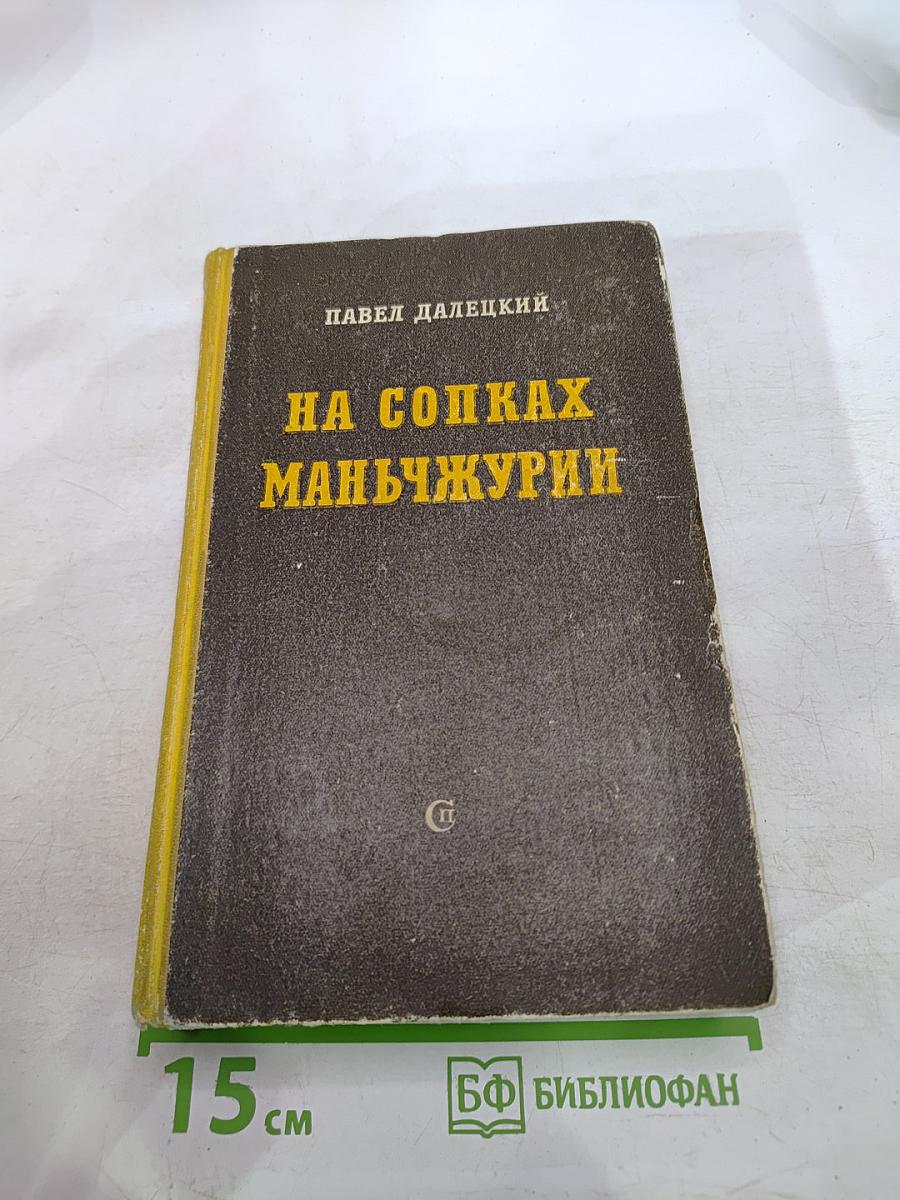 ПАВЕЛ ДАЛЕЦКИЙ
НА СОПКАХ
МАНЬЧЖУРИИ
СП
15 см
БФ БИБЛИОФАН